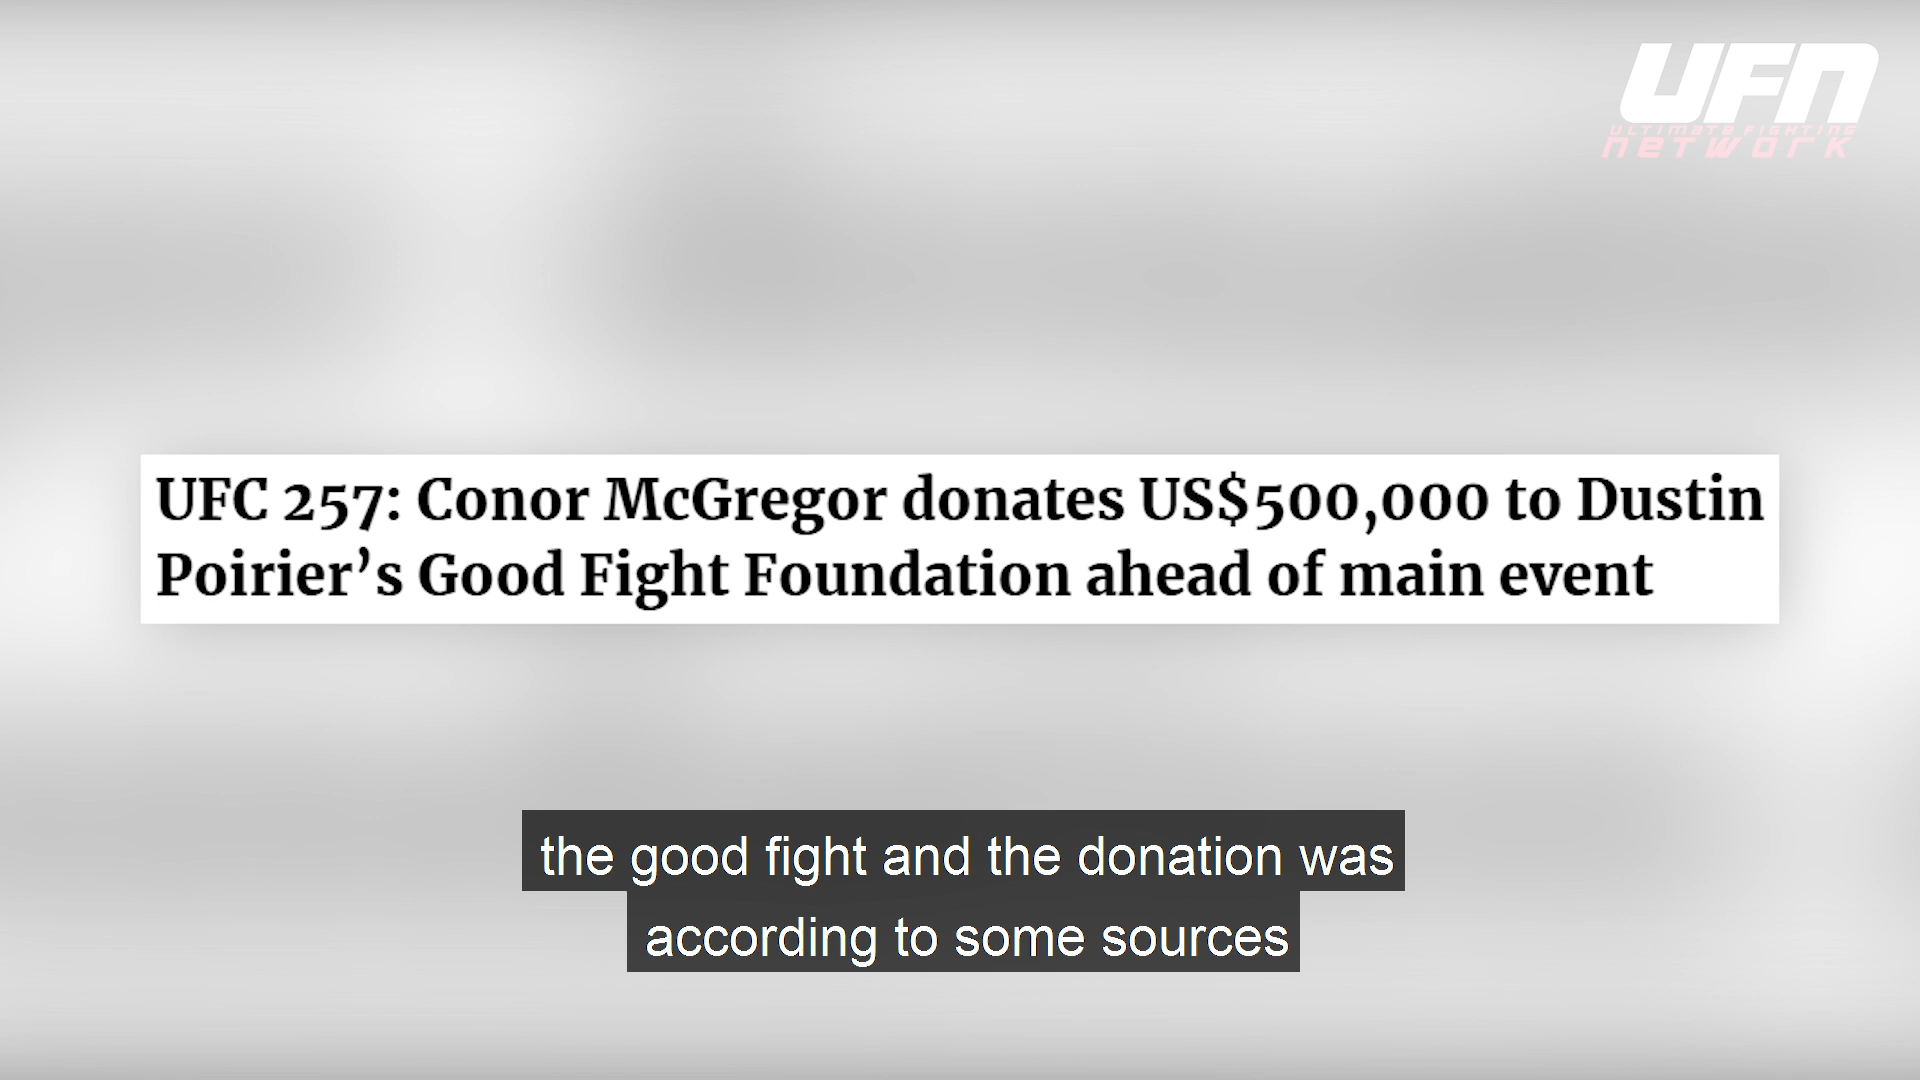 UFN
ULTIMATE FIGHTING
NETWORK
UFC 257: Conor McGregor donates US$500,000 to Dustin
Poirier’s Good Fight Foundation ahead of main event
the good fight and the donation was
according to some sources